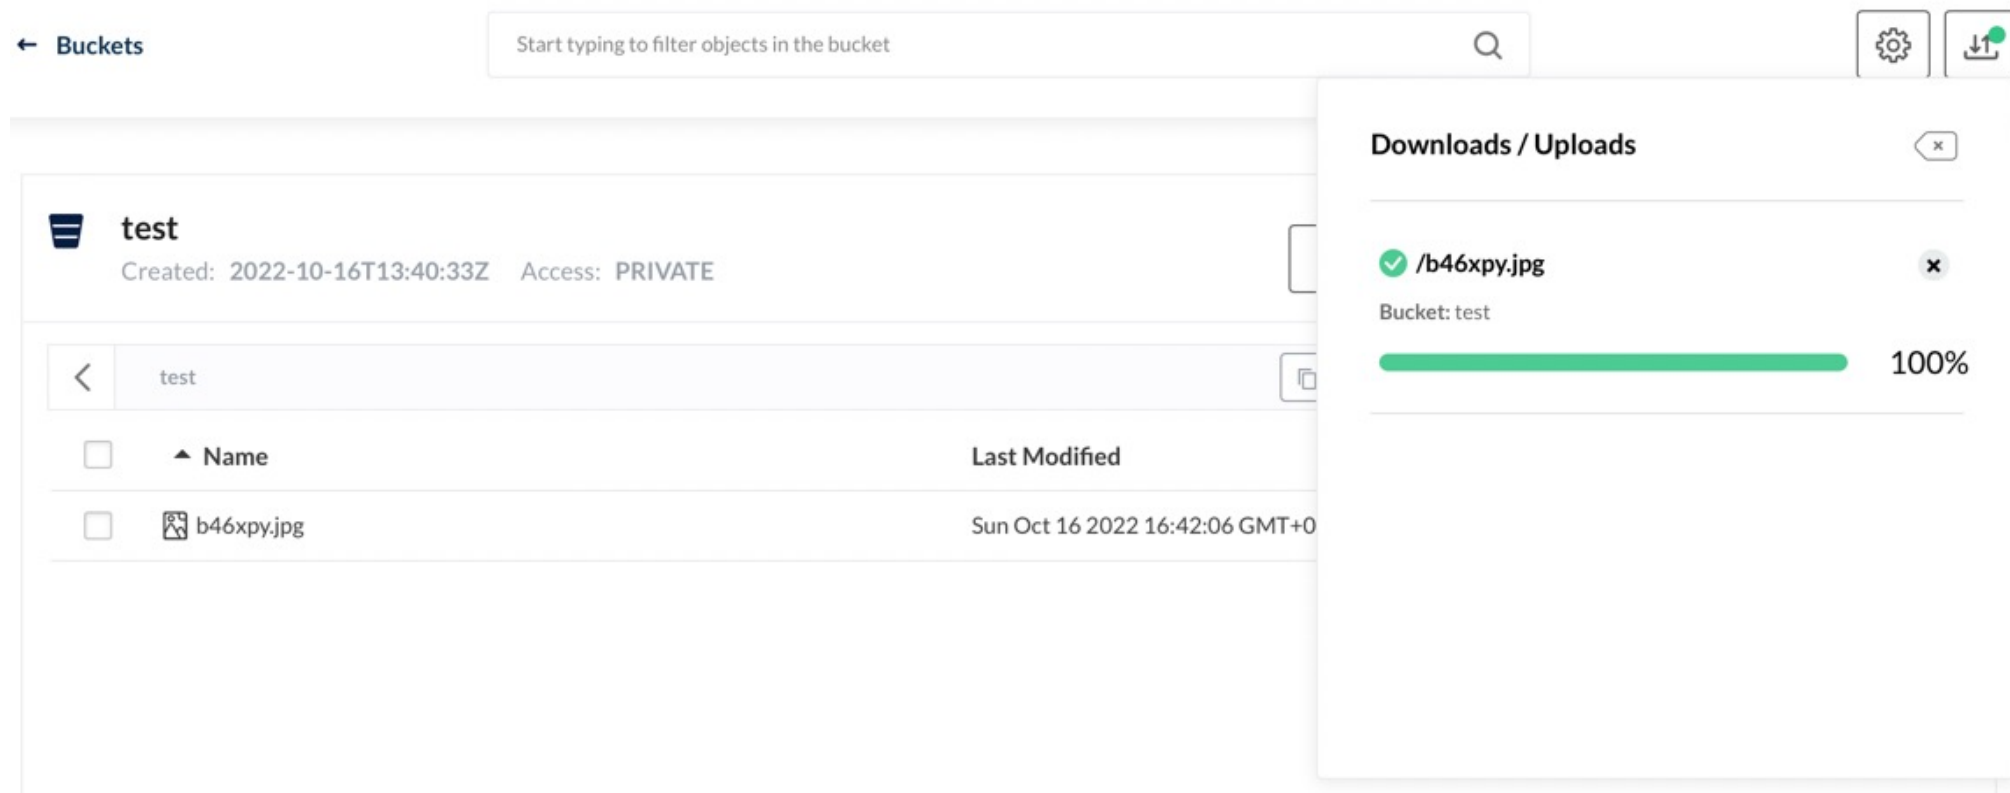 Buckets
Start typing to filter objects in the bucket
Downloads / Uploads
test
Created: 2022-10-16T13:40:33Z Access: PRIVATE
/b46xpy.jpg
Bucket: test
100%
test
Name Last Modified
b46xpy.jpg Sun Oct 16 2022 16:42:06 GMT+0